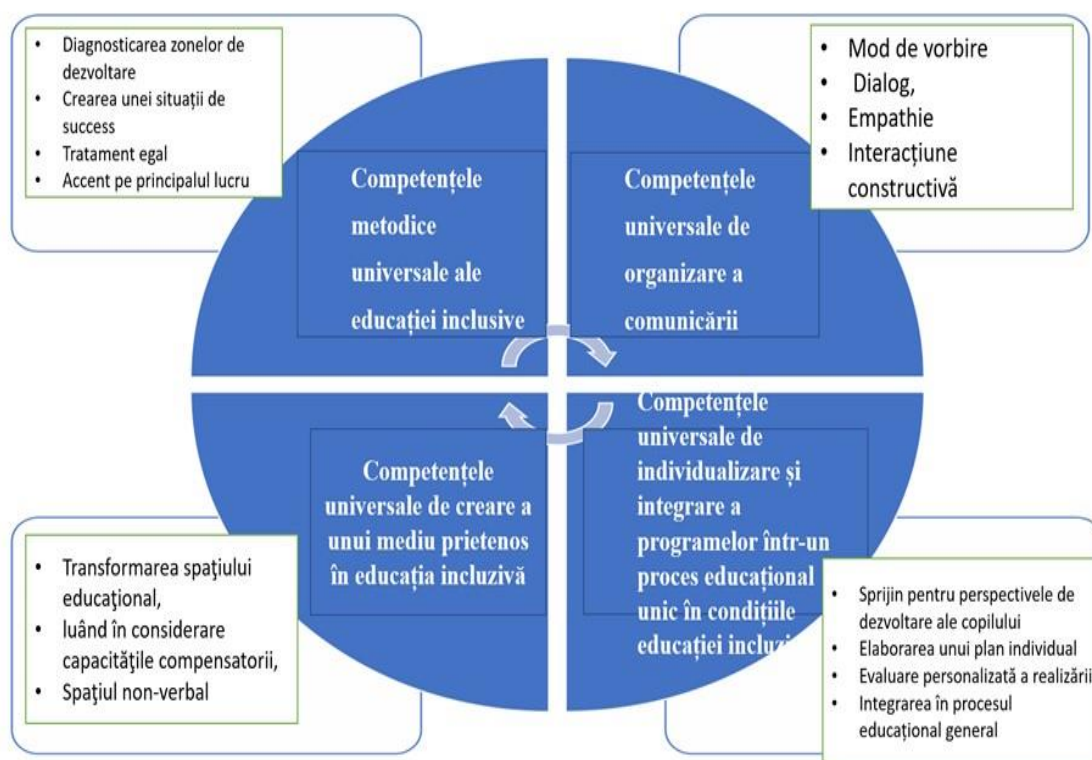 • Diagnosticarea zonelor de
dezvoltare
• Crearea unei situații de
success
• Tratament egal
• Accent pe principalul lucru
Competențele
metodice
universale ale
educației inclusive
• Mod de vorbire
• Dialog,
• Empathie
• Interacțiune
constructivă
Competențele
universale de
organizare a
comunicării
Competențele
universale de creare a
unui mediu prietenos
în educația incluzivă
• Transformarea spațiului
educațional,
• luând în considerare
capacitățile compensatorii,
• Spațiul non-verbal
Competențele
universale de
individualizare și
integrare a
programelor într-un
proces educațional
unic în condițiile
educației
• Sprijin pentru perspectivele de
dezvoltare ale copilului
• Elaborarea unui plan individual
• Evaluare personalizată a realizării
• Integrarea în procesul
educațional general